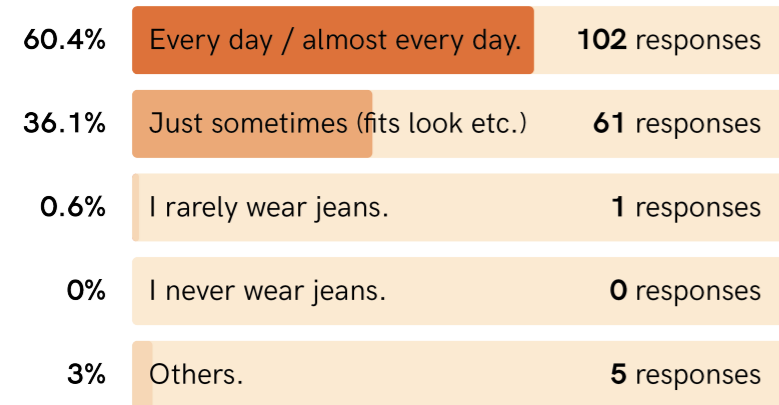 60.4% Every day / almost every day. 102 responses
36.1% Just sometimes (fits look etc.) 61 responses
0.6% I rarely wear jeans. 1 responses
0% I never wear jeans. 0 responses
3% Others. 5 responses